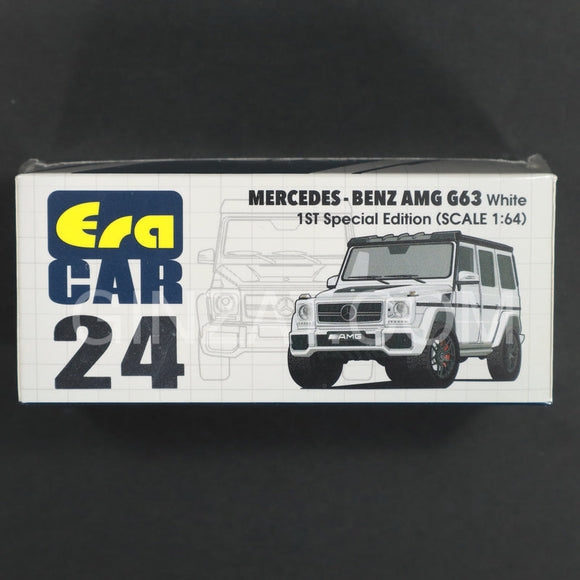 Era
CAR
24
MERCEDES-BENZ AMG G63 White
1ST Special Edition (SCALE 1:64)
AMG